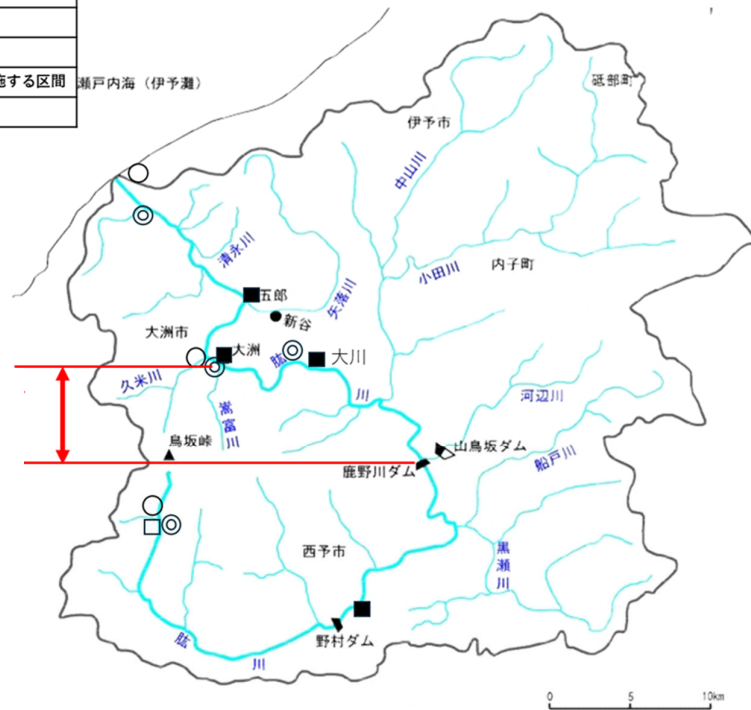 施する区間
瀬戸内海（伊予灘）
砥部町
伊予市
中山川
清永川
小田川
内子町
矢落川
五郎
新谷
大洲市
大洲
肱
大川
久米川
川
嵩富川
河辺川
鳥坂峠
山鳥坂ダム
鹿野川ダム
船戸川
西予市
黒瀬川
野村ダム
肱
川
0 5 10km